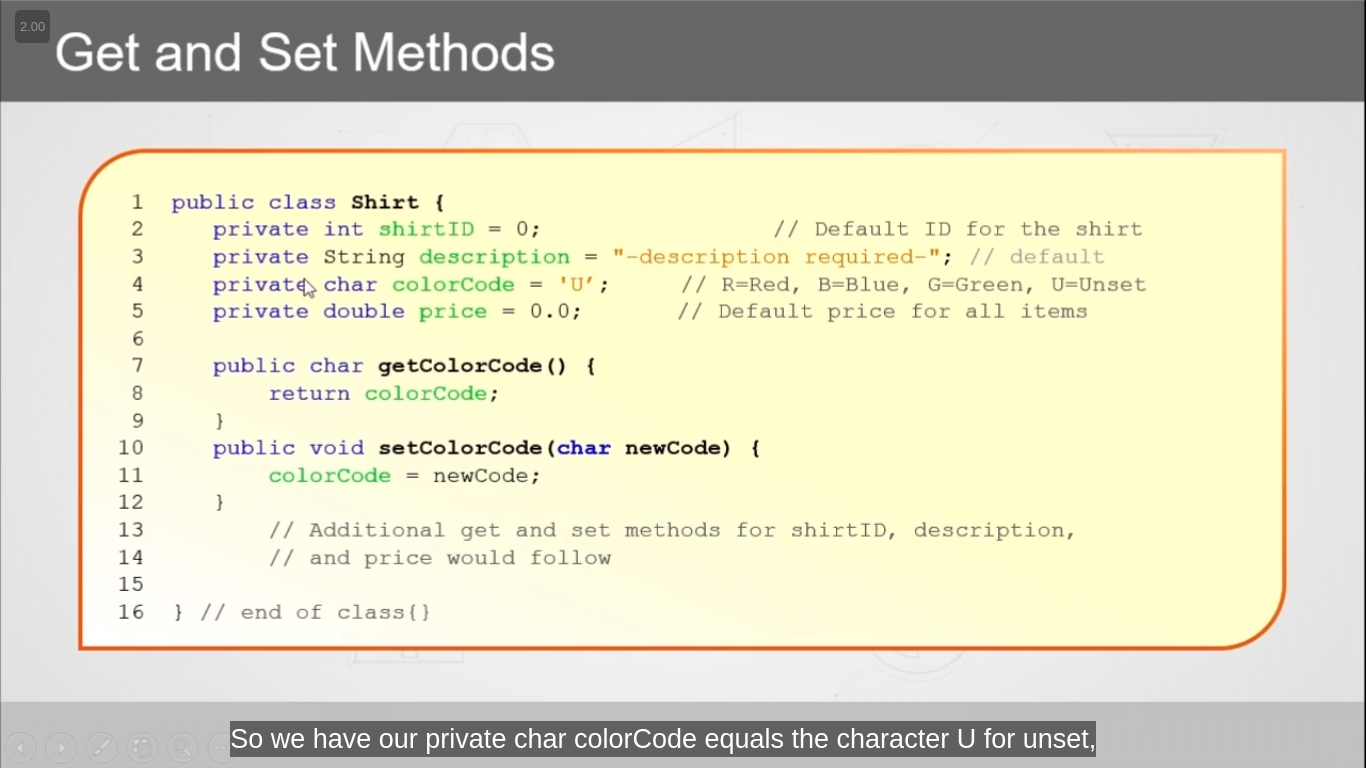 2.00
Get and Set Methods
1 public class Shirt {
2 private int shirtID = 0; // Default ID for the shirt
3 private String description = "-description required-"; // default
4 private char colorCode = 'U’; // R=Red, B=Blue, G=Green, U=Unset
5 private double price = 0.0; // Default price for all items
6
7 public char getColorCode() {
8 return colorCode;
9 }
10 public void setColorCode(char newCode) {
11 colorCode = newCode;
12 }
13 // Additional get and set methods for shirtID, description,
14 // and price would follow
15
16 } // end of class{}
So we have our private char colorCode equals the character U for unset,